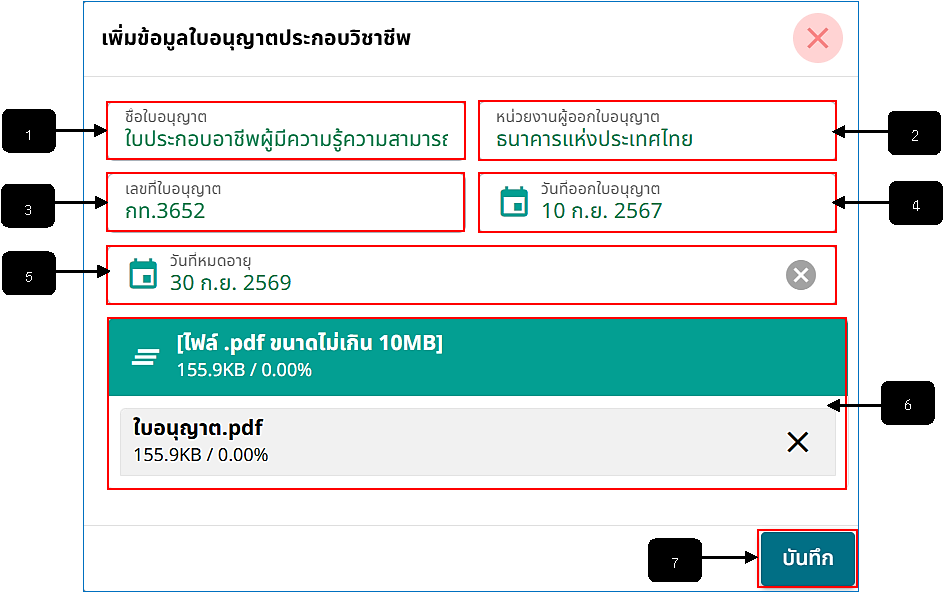 เพิ่มข้อมูลใบอนุญาตประกอบวิชาชีพ
1
ชื่อใบอนุญาต
ใบประกอบอาชีพผู้มีความรู้ความสามารถ
หน่วยงานผู้ออกใบอนุญาต
ธนาคารแห่งประเทศไทย
2
3
เลขที่ใบอนุญาต
กท.3652
วันที่ออกใบอนุญาต
10 ก.ย. 2567
4
5
วันที่หมดอายุ
30 ก.ย. 2569
[ไฟล์ .pdf ขนาดไม่เกิน 10MB]
155.9KB / 0.00%
6
ใบอนุญาต.pdf
155.9KB / 0.00%
7
บันทึก